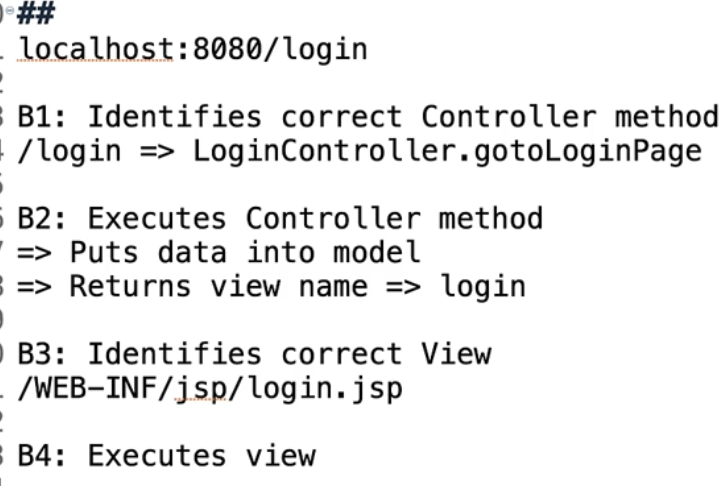 ##
localhost:8080/login
B1: Identifies correct Controller method
/login => LoginController.gotoLoginPage
B2: Executes Controller method
=> Puts data into model
=> Returns view name => login
B3: Identifies correct View
/WEB-INF/jsp/login.jsp
B4: Executes view